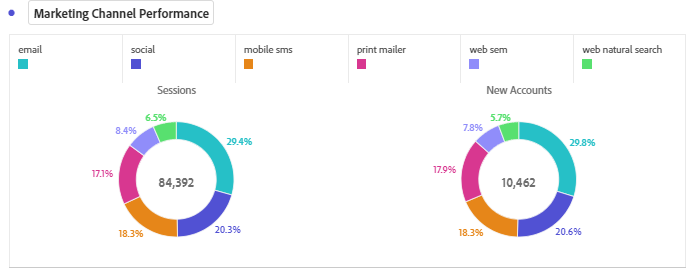 Marketing Channel Performance
email social mobile sms print mailer web sem web natural search
Sessions New Accounts
6.5% 5.7%
8.4% 7.8%
29.4% 29.8%
17.1% 17.9%
84,392 10,462
18.3% 20.3% 18.3% 20.6%